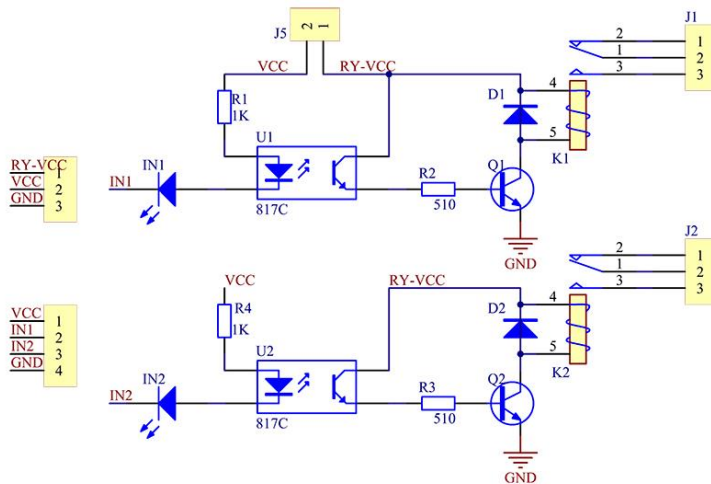 J1
2 1
J5
VCC RY-VCC
2 1
1 2
3 3
R1
1K
D1
4
5
K1
U1
817C
IN1
IN1
R2
510
Q1
GND
RY-VCC 1
VCC 2
GND 3
J2
2 1
1 2
3 3
VCC RY-VCC
R4
1K
D2
4
5
K2
U2
817C
IN2
IN2
R3
510
Q2
GND
VCC 1
IN1 2
IN2 3
GND 4